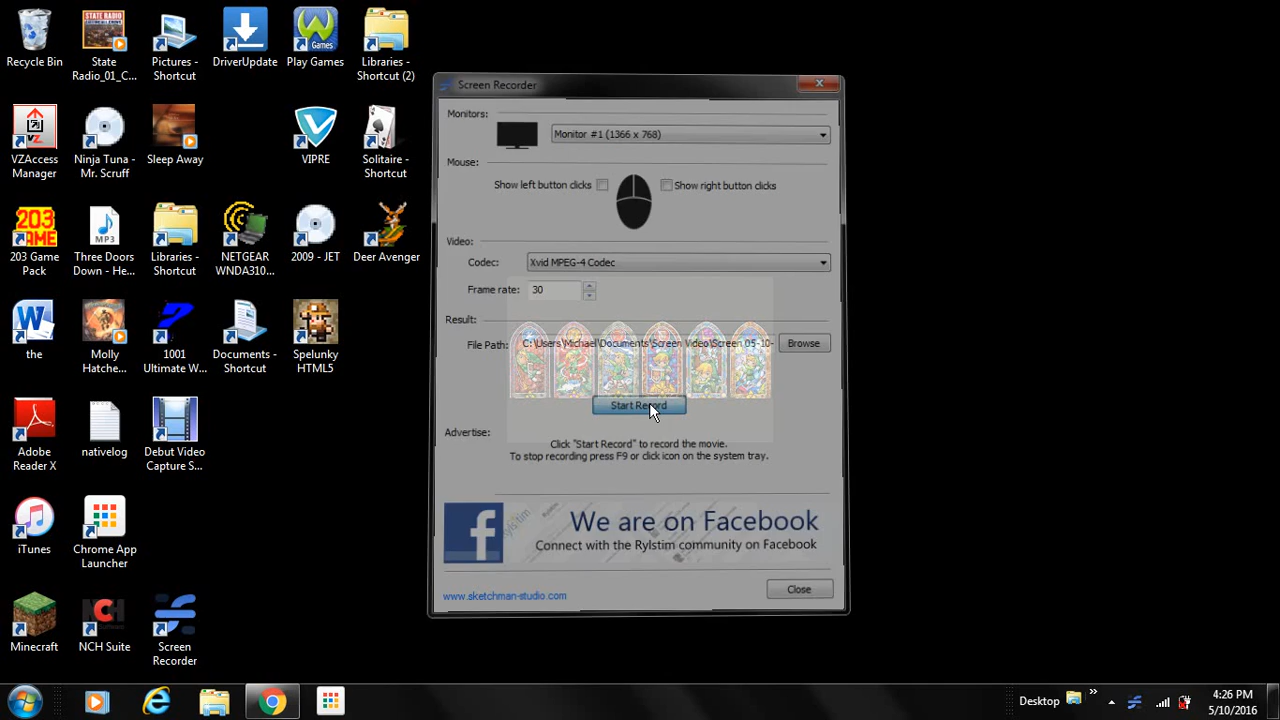 Recycle Bin
State
Radio_01_C...
Pictures -
Shortcut
DriverUpdate
Games
Play Games
Libraries -
Shortcut (2)
VZAccess
Manager
Ninja Tuna -
Mr. Scruff
Sleep Away
VIPRE
Solitaire -
Shortcut
203
GAME
203 Game
Pack
MP3
Three Doors
Down - He...
Libraries -
Shortcut
NETGEAR
WNDA310...
2009 - JET
Deer Avenger
the
Molly
Hatche...
1001
Ultimate W...
Documents -
Shortcut
Spelunky
HTML5
Adobe
Reader X
nativelog
Debut Video
Capture S...
iTunes
Chrome App
Launcher
Minecraft
NCH
NCH Suite
Screen
Recorder
Screen Recorder
Monitors:
Monitor #1 (1366 x 768)
Mouse:
Show left button clicks
Show right button clicks
Video:
Codec:
Xvid MPEG-4 Codec
Frame rate:
30
Result:
File Path:
C:\Users\Michael\Documents\Screen Video\Screen 05-10-
Browse
Start Record
Advertise:
Click "Start Record" to record the movie.
To stop recording press F9 or click icon on the system tray.
We are on Facebook
Connect with the Rylstim community on Facebook
www.sketchman-studio.com
Close
Desktop
4:26 PM
5/10/2016